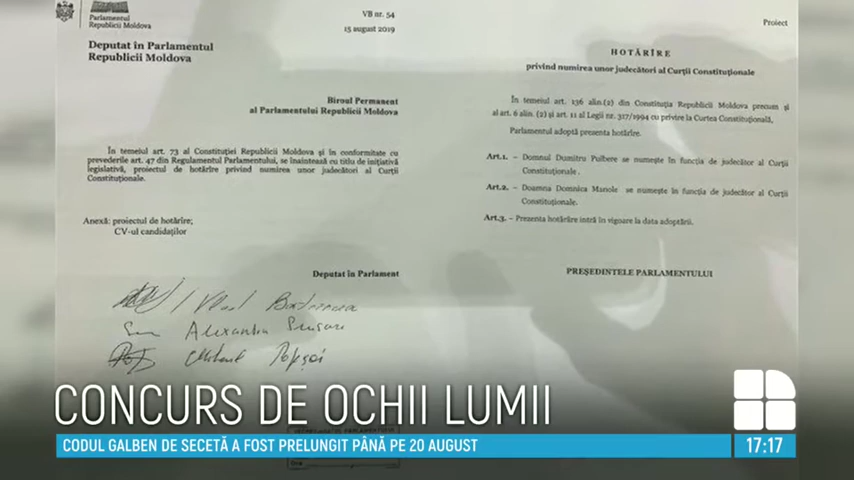 Parlamentul
Republicii Moldova
Deputat în Parlamentul
Republicii Moldova
VB nr. 54
15 august 2019
Biroul Permanent
al Parlamentului Republicii Moldova
În temeiul art. 73 al Constituției Republicii Moldova și în conformitate cu
prevederile art. 47 din Regulamentul Parlamentului, se înaintează cu titlu de inițiativă
legislativă, proiectul de hotărîre privind numirea unor judecători ai Curții
Constituționale.
Anexă: proiectul de hotărîre;
CV-ul candidaților
Deputat în Parlament
Vlad
Alexandru
Mihail Popșoi
Proiect
HOTĂRÎRE
privind numirea unor judecători ai Curții Constituționale
În temeiul art. 136 alin.(2) din Constituția Republicii Moldova precum și
al art. 6 alin. (2) și art. 11 al Legii nr. 317/1994 cu privire la Curtea Constituțională,
Parlamentul adoptă prezenta hotărîre.
Art.1. – Domnul Dumitru Pulbere se numește în funcția de judecător al Curții
Constituționale.
Art.2. – Doamna Domnica Manole se numește în funcția de judecător al Curții
Constituționale.
Art.3. – Prezenta hotărâre intră în vigoare la data adoptării.
PREȘEDINTELE PARLAMENTULUI
CONCURS DE OCHII LUMII
CODUL GALBEN DE SECETĂ A FOST PRELUNGIT PÂNĂ PE 20 AUGUST
17:17